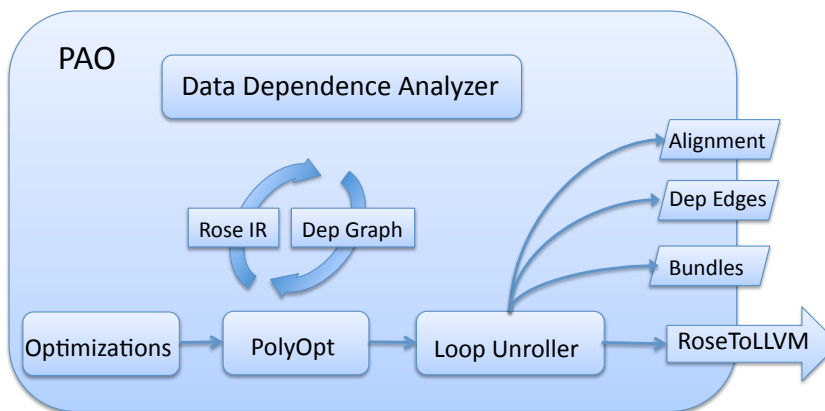 PAO
Data Dependence Analyzer
Alignment
Dep Edges
Rose IR
Dep Graph
Bundles
Optimizations
PolyOpt
Loop Unroller
RoseToLLVM